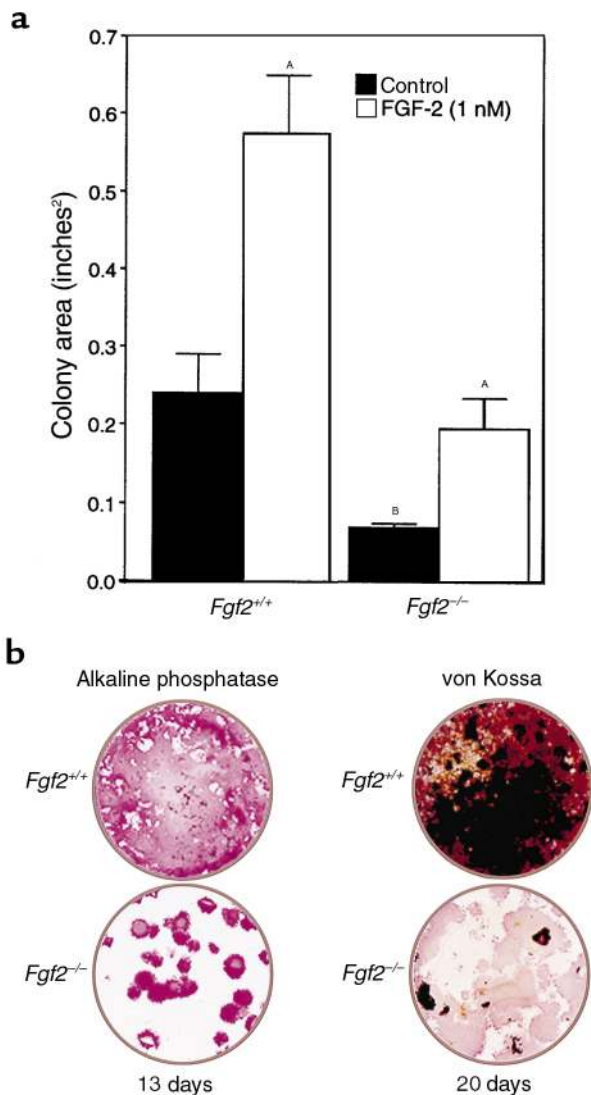 a
0.7
0.6
0.5
0.4
0.3
0.2
0.1
0.0
Colony area (inches²)
Control
FGF-2 (1 nM)
A
B
A
Fgf2+/+
Fgf2−/−
b
Alkaline phosphatase
von Kossa
Fgf2+/+
Fgf2+/+
Fgf2−/−
Fgf2−/−
13 days
20 days